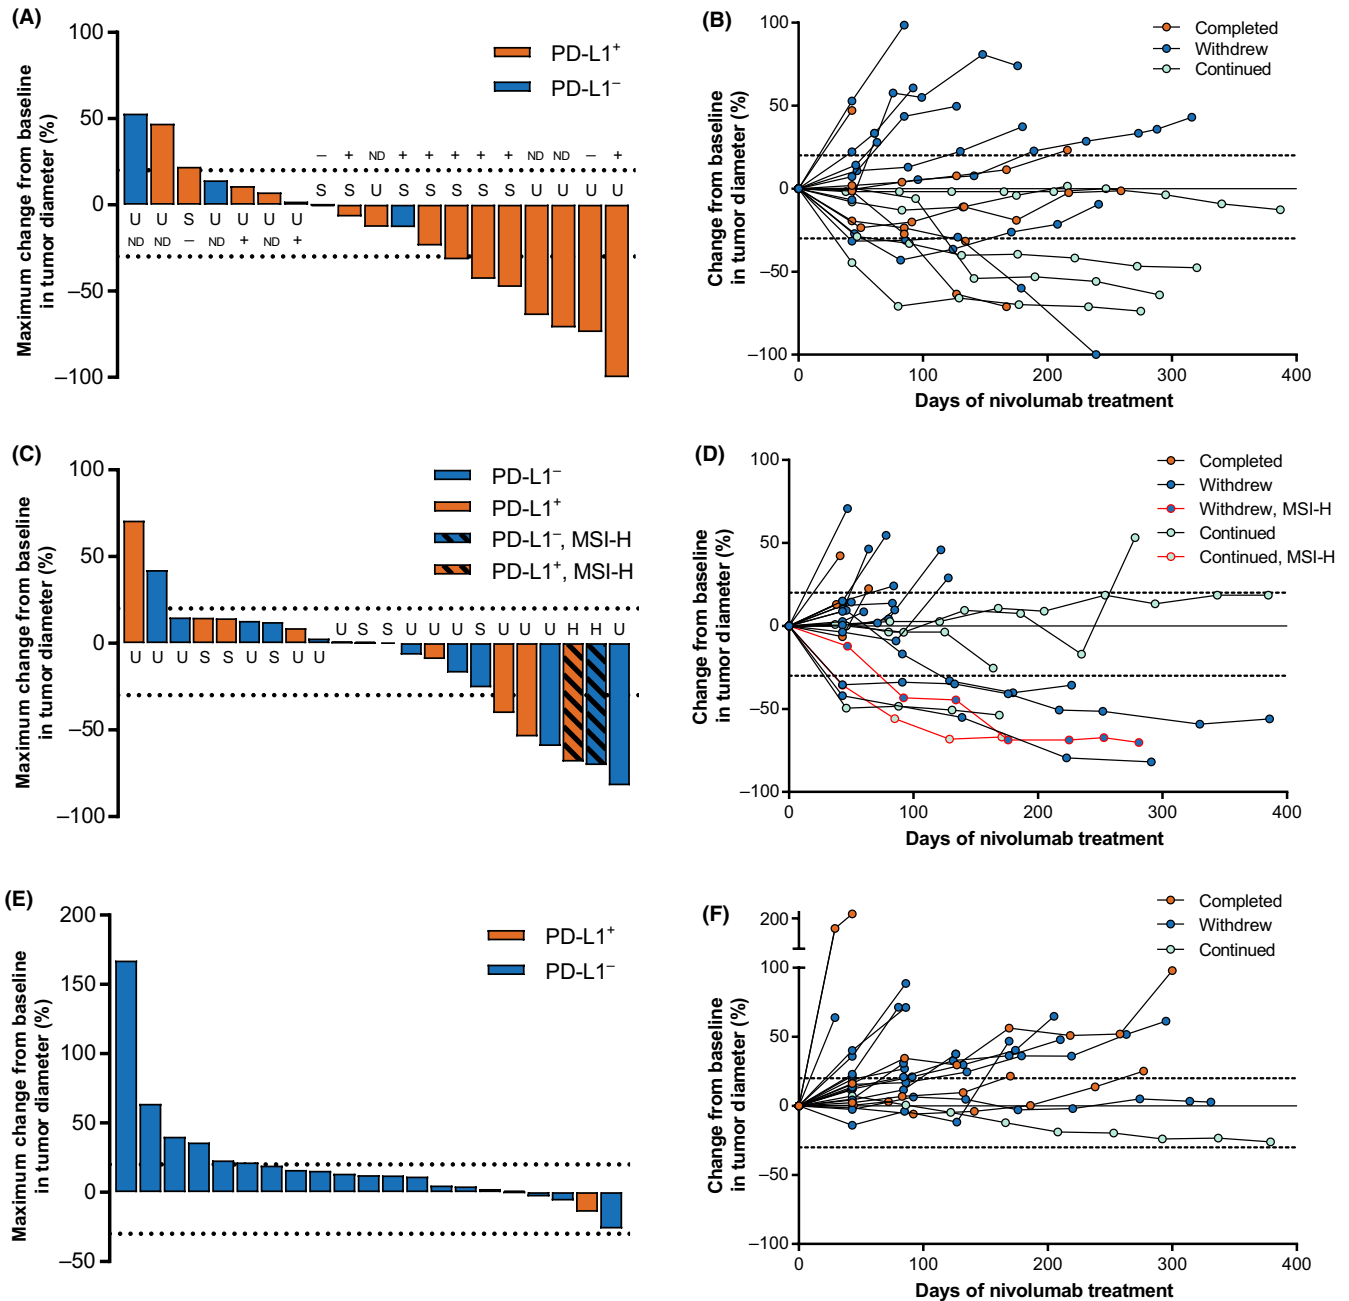 (A)
Maximum change from baseline
in tumor diameter (%)
100
50
0
–50
–100
PD-L1+
PD-L1–
– + ND + + + + + ND ND – +
S S U S S S S S U U U U
U U S U U U U
ND ND – ND + ND +
(B)
Change from baseline
in tumor diameter (%)
100
50
0
–50
–100
Completed
Withdrew
Continued
0 100 200 300 400
Days of nivolumab treatment
(C)
Maximum change from baseline
in tumor diameter (%)
100
50
0
–50
–100
PD-L1–
PD-L1+
PD-L1–, MSI-H
PD-L1+, MSI-H
U S S U U U S U U U H H U
U U U S S U S U U
(D)
Change from baseline
in tumor diameter (%)
100
50
0
–50
–100
Completed
Withdrew
Withdrew, MSI-H
Continued
Continued, MSI-H
0 100 200 300 400
Days of nivolumab treatment
(E)
Maximum change from baseline
in tumor diameter (%)
200
150
100
50
0
–50
PD-L1+
PD-L1–
(F)
Change from baseline
in tumor diameter (%)
200
100
50
0
–50
–100
Completed
Withdrew
Continued
0 100 200 300 400
Days of nivolumab treatment